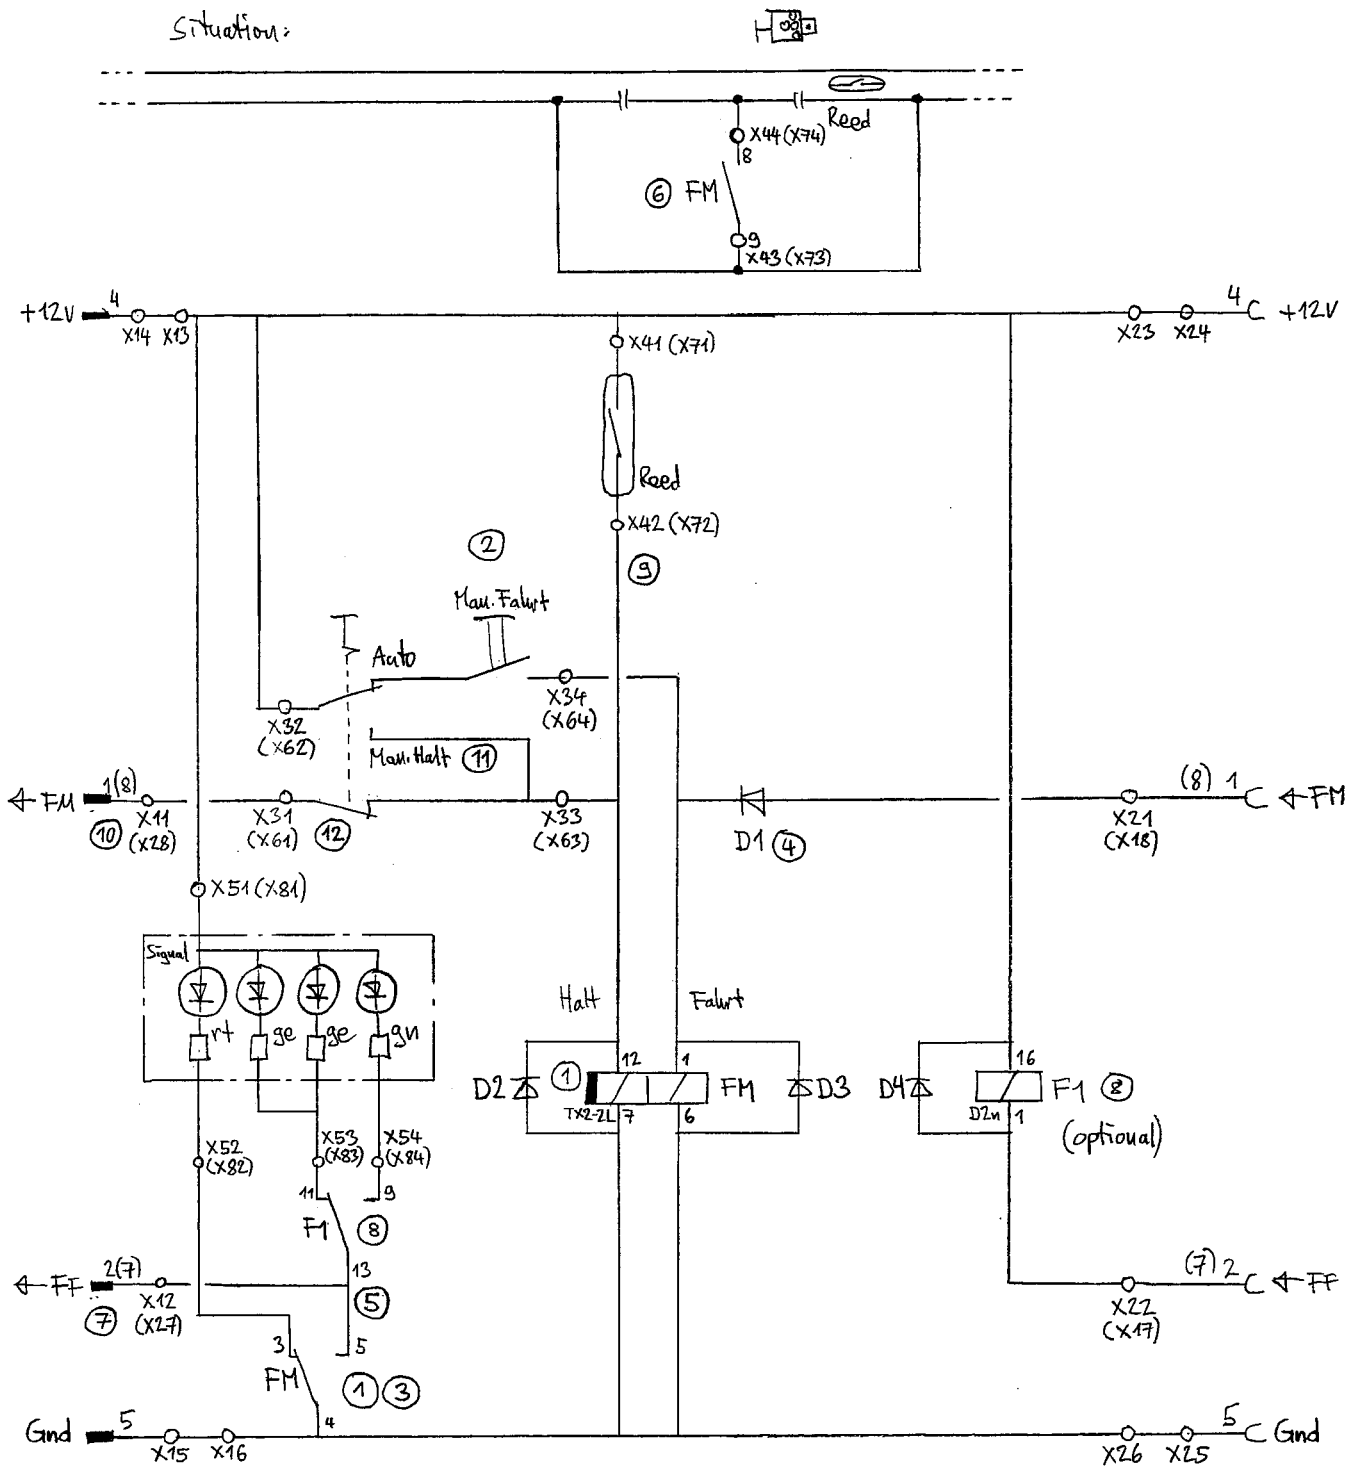 Situation:
X44 (X74)
Reed
8
6 FM
9
X43 (X73)
+12V 4
X14 X13
4 +12V
X23 X24
X41 (X71)
Reed
X42 (X72)
2
9
Man. Fahrt
Auto
X32
(X62)
X34
(X64)
Man. Halt 11
FM 1(8)
10 X11
(X28)
X31
(X61)
12
X33
(X63)
D1 4
(8) 1 FM
X21
(X18)
X51 (X81)
Signal
rt ge ge gn
Halt Fahrt
12 1
D2 1 FM D3
TX2-2L 7 6
16
D4 F1 8
D2n 1
(optional)
X52
(X82)
X53
(X83)
X54
(X84)
11 9
F1 8
13
FF 2(7)
7 X12
(X27)
5
(7) 2 FF
X22
(X17)
3 5
FM 1 3
4
Gnd 5
X15 X16
5 Gnd
X26 X25